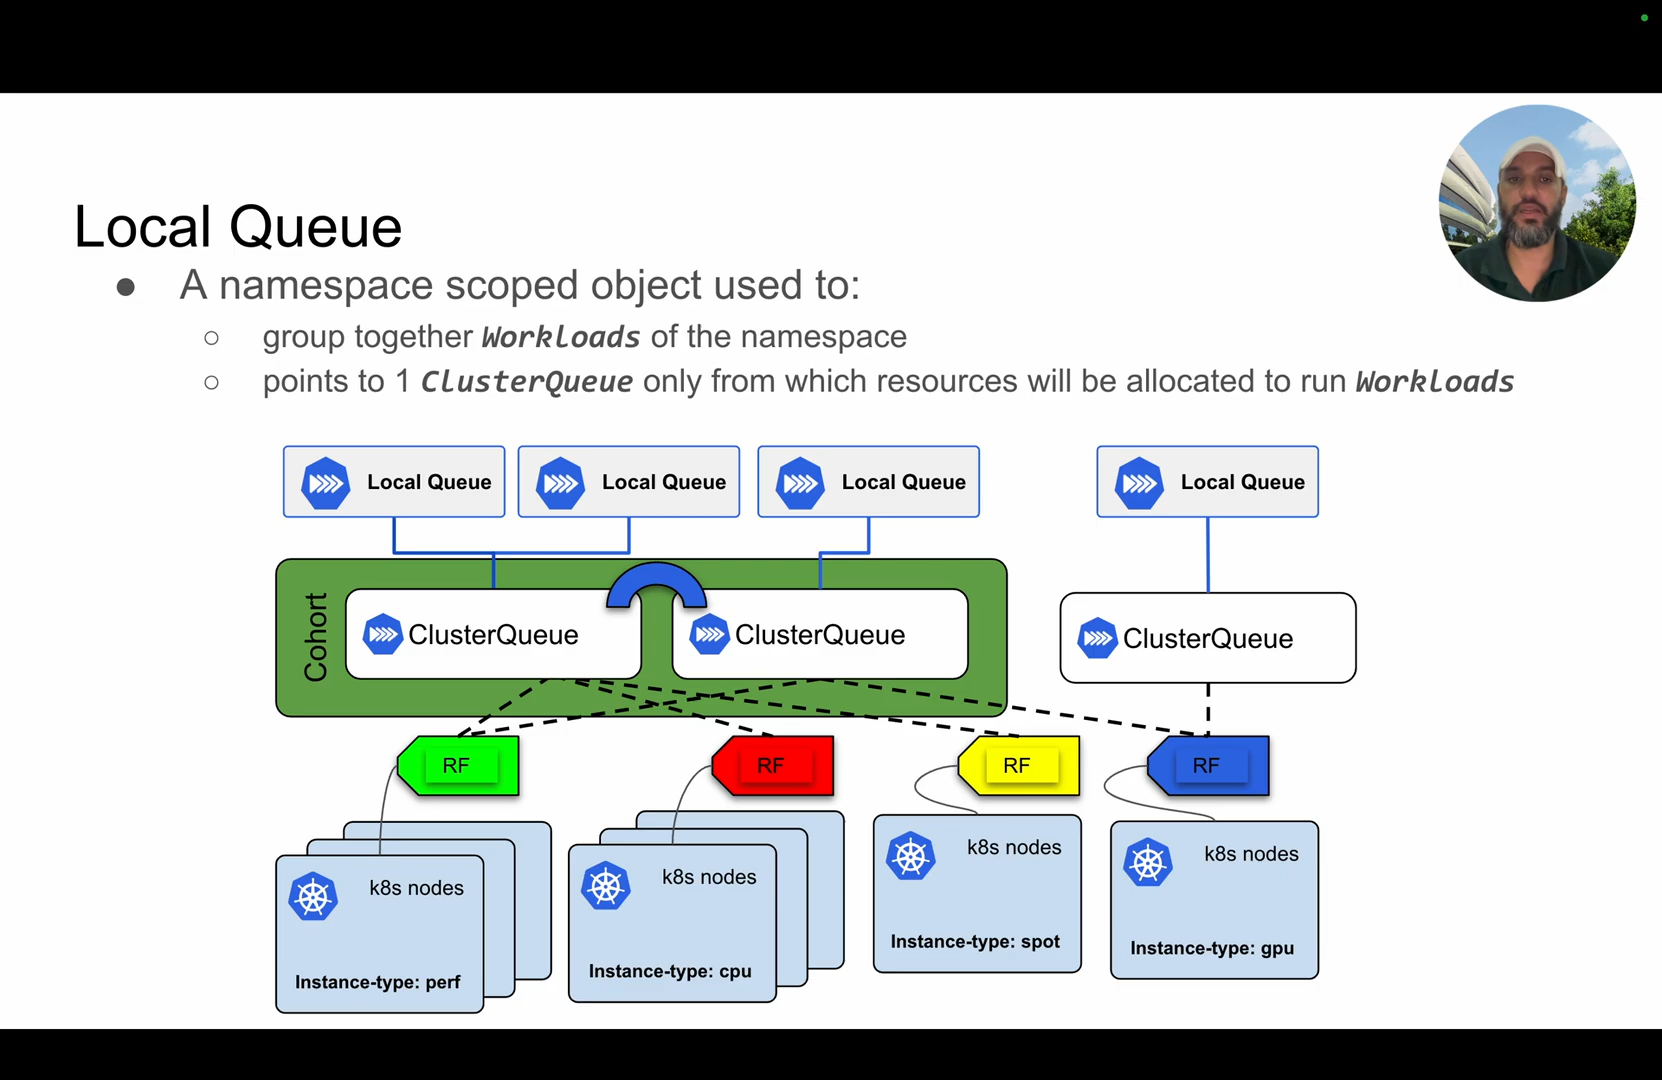 Local Queue
● A namespace scoped object used to:
○ group together Workloads of the namespace
○ points to 1 ClusterQueue only from which resources will be allocated to run Workloads
Local Queue
Local Queue
Local Queue
Local Queue
Cohort
ClusterQueue
ClusterQueue
ClusterQueue
RF
RF
RF
RF
k8s nodes
Instance-type: perf
k8s nodes
Instance-type: cpu
k8s nodes
Instance-type: spot
k8s nodes
Instance-type: gpu